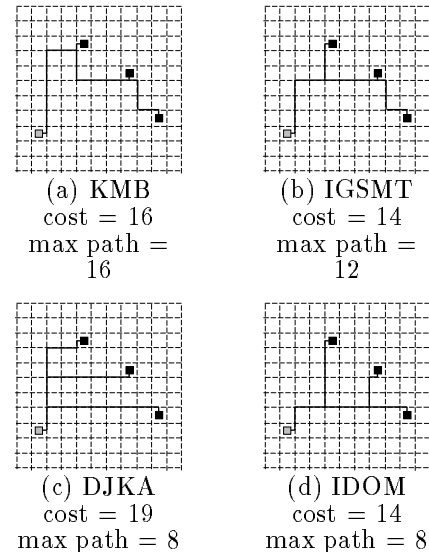 (a) KMB
cost = 16
max path =
16
(b) IGSMT
cost = 14
max path =
12
(c) DJKA
cost = 19
max path = 8
(d) IDOM
cost = 14
max path = 8